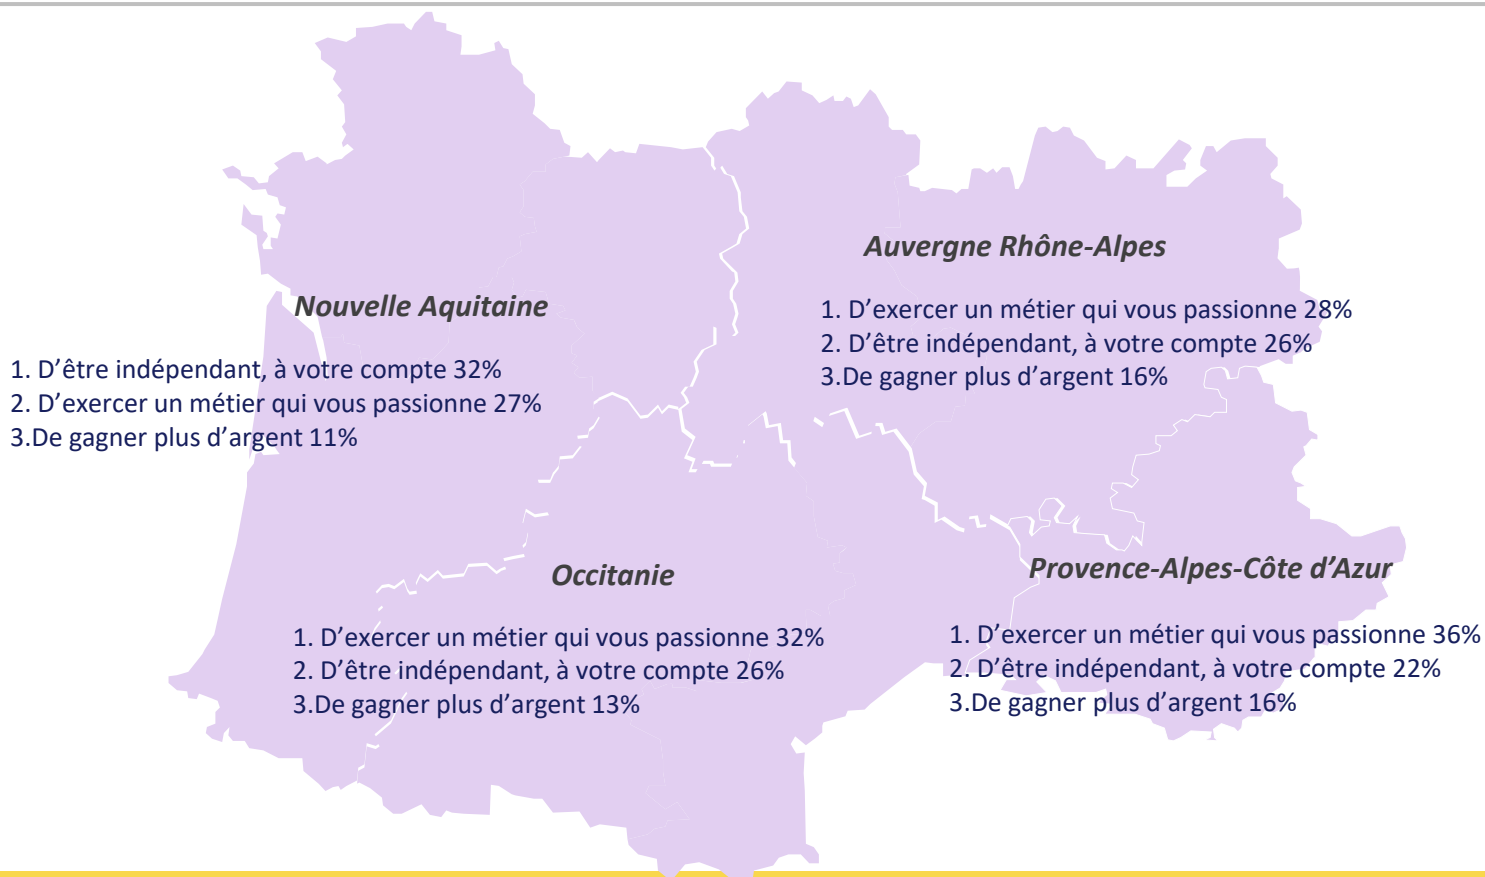 Auvergne Rhône-Alpes
1. D’exercer un métier qui vous passionne 28%
2. D’être indépendant, à votre compte 26%
3.De gagner plus d’argent 16%
Nouvelle Aquitaine
1. D’être indépendant, à votre compte 32%
2. D’exercer un métier qui vous passionne 27%
3.De gagner plus d’argent 11%
Occitanie
1. D’exercer un métier qui vous passionne 32%
2. D’être indépendant, à votre compte 26%
3.De gagner plus d’argent 13%
Provence-Alpes-Côte d’Azur
1. D’exercer un métier qui vous passionne 36%
2. D’être indépendant, à votre compte 22%
3.De gagner plus d’argent 16%